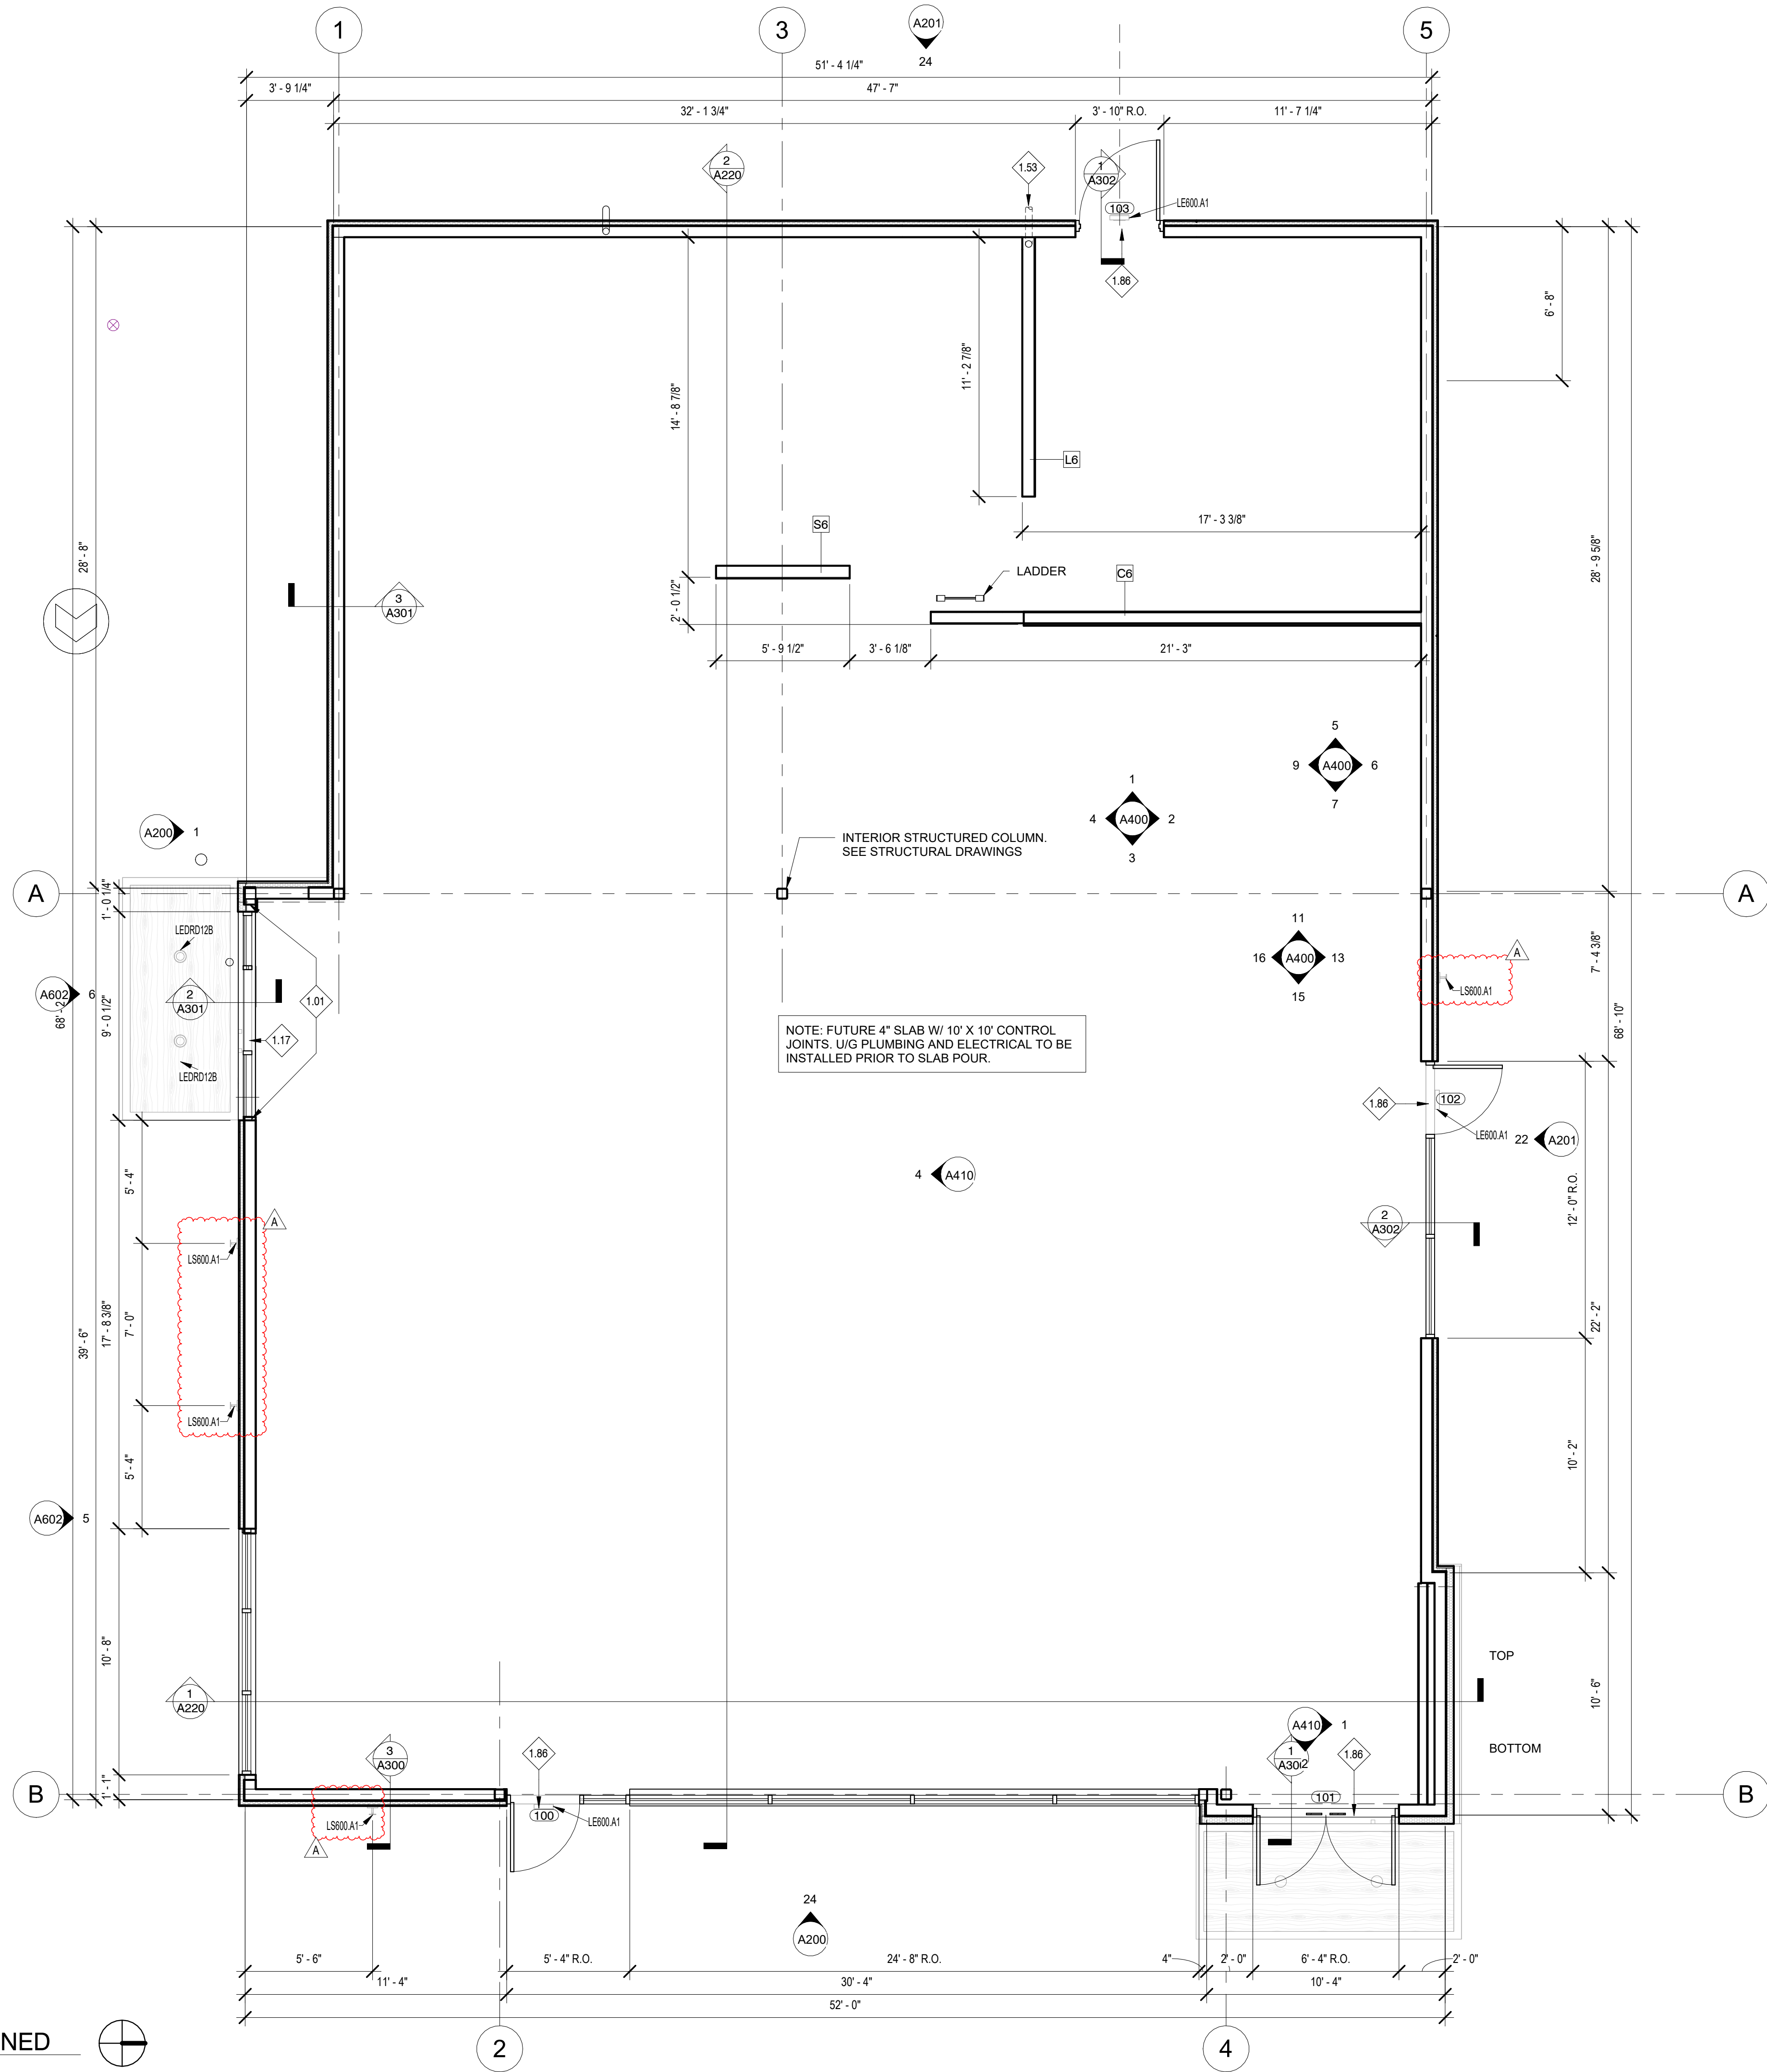 1
3
5
A201
24
51' - 4 1/4"
3' - 9 1/4"
47' - 7"
32' - 1 3/4"
3' - 10" R.O.
11' - 7 1/4"
2
A220
1.53
1
A302
103
LE600.A1
1.86
6' - 8"
11' - 2 7/8"
14' - 8 7/8"
L6
28' - 8"
S6
17' - 3 3/8"
28' - 9 5/8"
LADDER
C6
3
A301
2' - 0 1/2"
5' - 9 1/2"
3' - 6 1/8"
21' - 3"
5
9
A400
6
7
1
4
A400
2
3
A200
1
INTERIOR STRUCTURED COLUMN.
SEE STRUCTURAL DRAWINGS
A
A
1' - 0 1/4"
LEDRD12B
11
16
A400
13
15
7' - 4 3/8"
A
LS600.A1
A602
6
68' - 2"
9' - 0 1/2"
2
A301
1.01
1.17
68' - 10"
NOTE: FUTURE 4" SLAB W/ 10' X 10' CONTROL
JOINTS. U/G PLUMBING AND ELECTRICAL TO BE
INSTALLED PRIOR TO SLAB POUR.
LEDRD12B
1.86
102
LE600.A1
22
A201
5' - 4"
4
A410
12' - 0" R.O.
A
2
A302
LS600.A1
7' - 0"
17' - 8 3/8"
39' - 6"
22' - 2"
LS600.A1
5' - 4"
10' - 2"
A602
5
10' - 8"
TOP
1
A220
10' - 6"
A410
1
BOTTOM
3
A300
1.86
1
A300
2
1.86
B
B
1' - 1"
101
100
LE600.A1
LS600.A1
A
24
A200
5' - 6"
5' - 4" R.O.
24' - 8" R.O.
4"
2' - 0"
6' - 4" R.O.
2' - 0"
11' - 4"
30' - 4"
10' - 4"
52' - 0"
NED
2
4